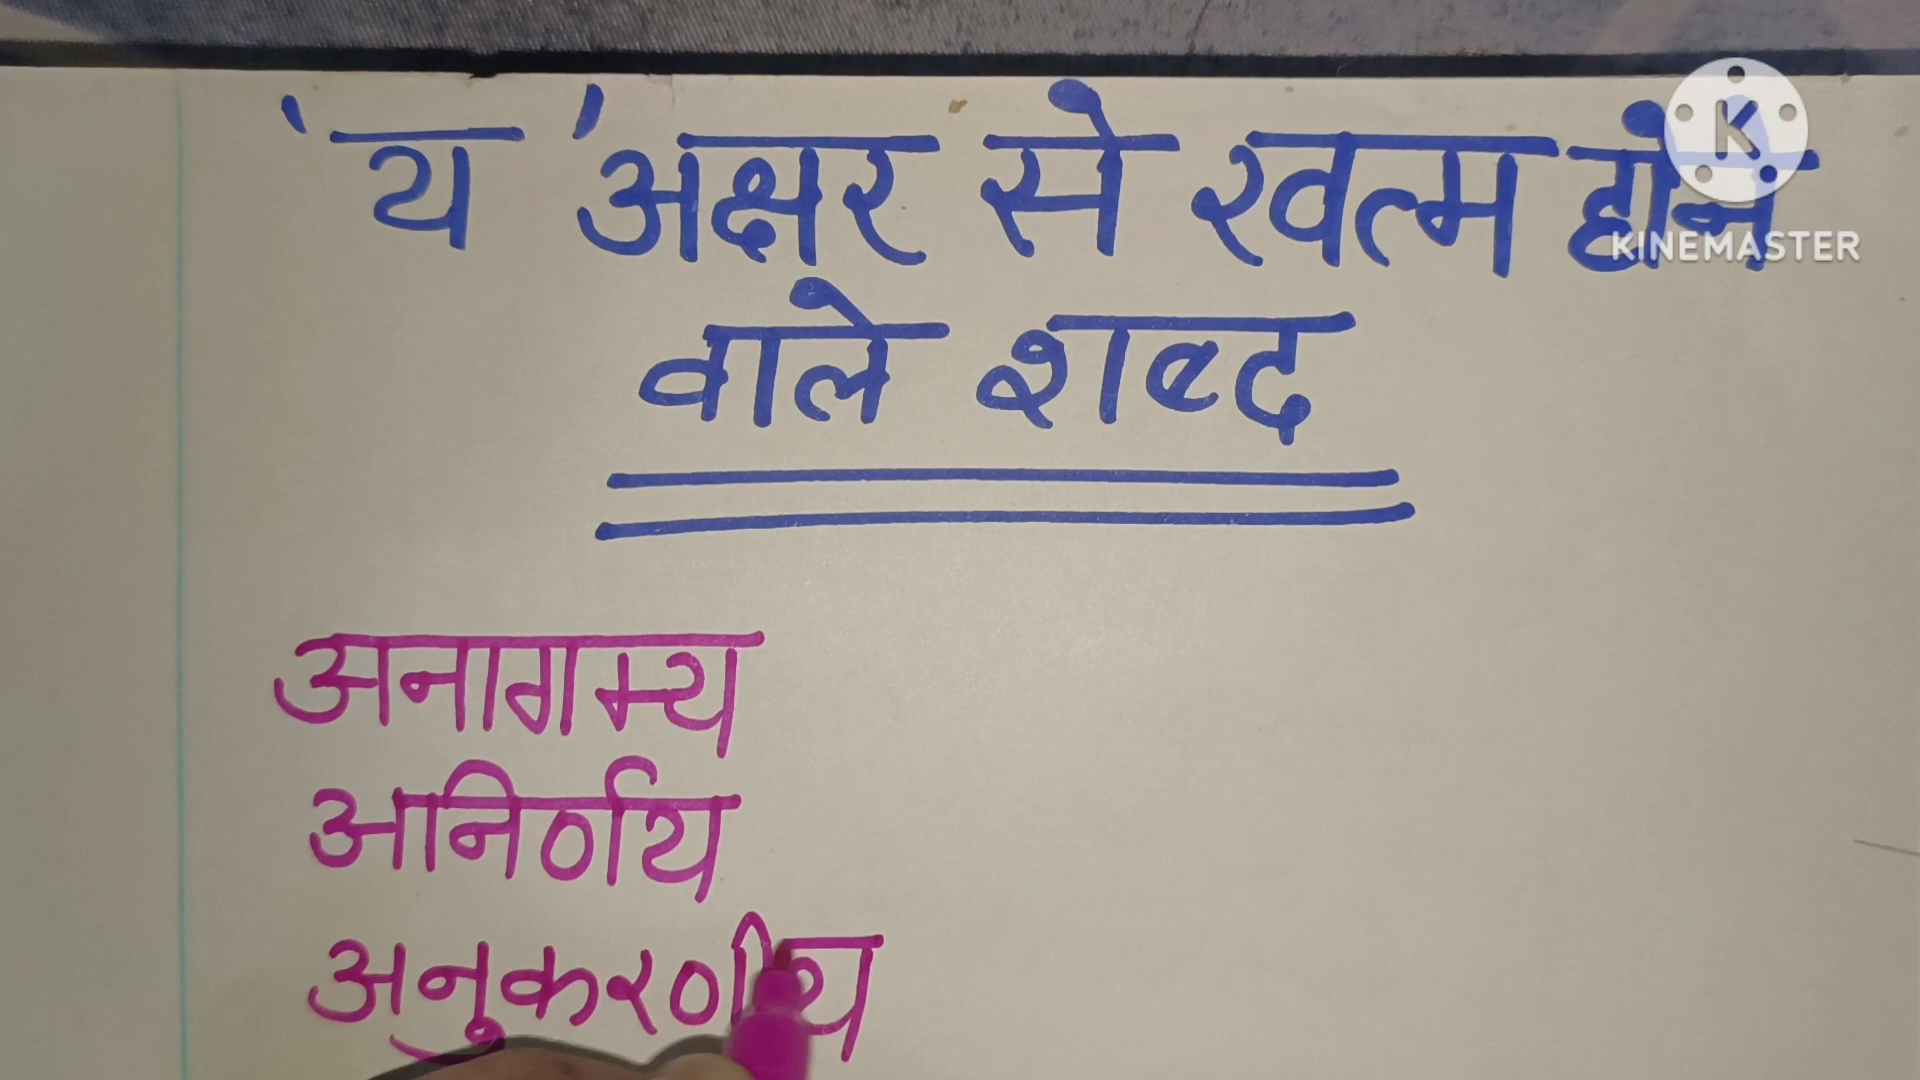 'य' अक्षर से खत्म होने
वाले शब्द
K
KINEMASTER
अनागम्य
अनिर्णय
अनुकरणीय